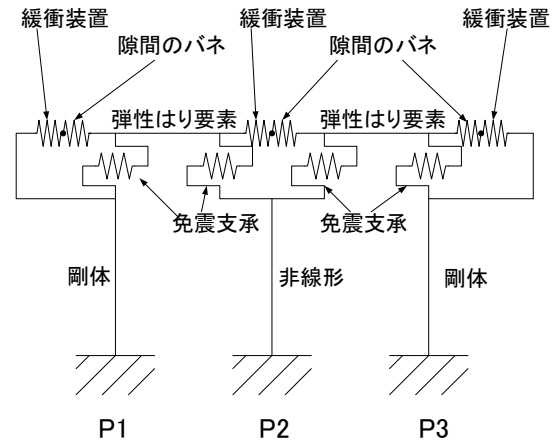 緩衝装置
緩衝装置
緩衝装置
隙間のバネ
隙間のバネ
弾性はり要素
弾性はり要素
免震支承
免震支承
剛体
非線形
剛体
P1
P2
P3